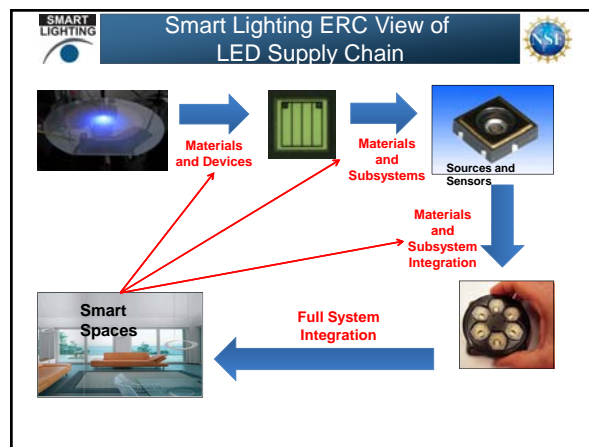 SMART
LIGHTING
Smart Lighting ERC View of
LED Supply Chain
NSF
Materials
and Devices
Materials
and
Subsystems
Sources and
Sensors
Materials
and
Subsystem
Integration
Smart
Spaces
Full System
Integration